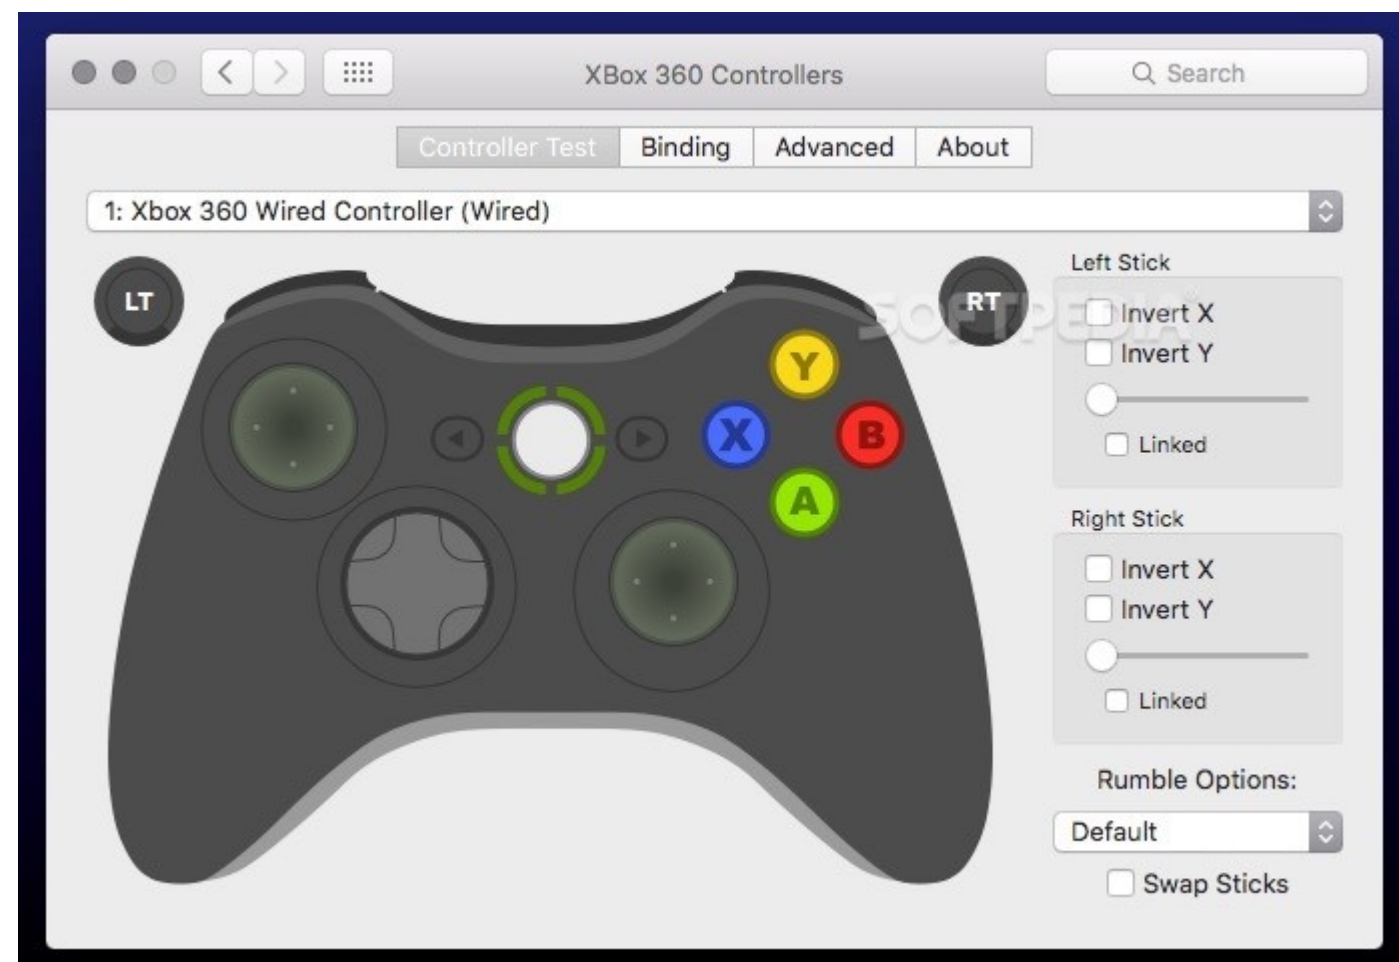 XBox 360 Controllers
Search
Controller Test Binding Advanced About
1: Xbox 360 Wired Controller (Wired)
LT
RT
SOFTPEDIA®
Y
X
B
A
Left Stick
Invert X
Invert Y
Linked
Right Stick
Invert X
Invert Y
Linked
Rumble Options:
Default
Swap Sticks